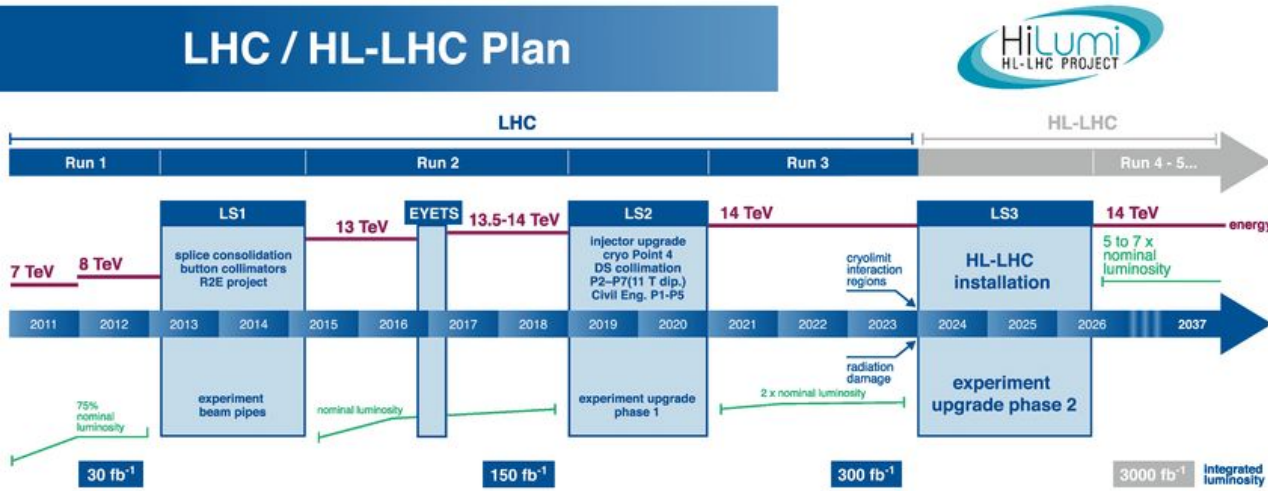 LHC / HL-LHC Plan
HiLumi
HL-LHC PROJECT
LHC
HL-LHC
Run 1
Run 2
Run 3
Run 4 - 5...
LS1
splice consolidation
button collimators
R2E project
EYETS
LS2
injector upgrade
cryo Point 4
DS collimation
P2–P7(11 T dip.)
Civil Eng. P1-P5
LS3
HL-LHC
installation
7 TeV
8 TeV
13 TeV
13.5-14 TeV
14 TeV
14 TeV
energy
cryolimit
interaction
regions
5 to 7 x
nominal
luminosity
2011
2012
2013
2014
2015
2016
2017
2018
2019
2020
2021
2022
2023
2024
2025
2026
2037
75%
nominal
luminosity
experiment
beam pipes
nominal luminosity
experiment upgrade
phase 1
2 x nominal luminosity
radiation
damage
experiment
upgrade phase 2
30 fb⁻¹
150 fb⁻¹
300 fb⁻¹
3000 fb⁻¹
integrated
luminosity